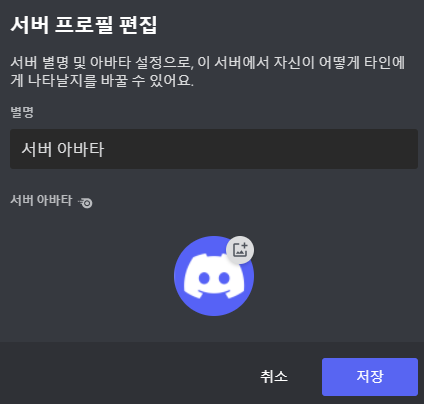 서버 프로필 편집
서버 별명 및 아바타 설정으로, 이 서버에서 자신이 어떻게 타인에
게 나타날지를 바꿀 수 있어요.
별명
서버 아바타
서버 아바타
취소
저장